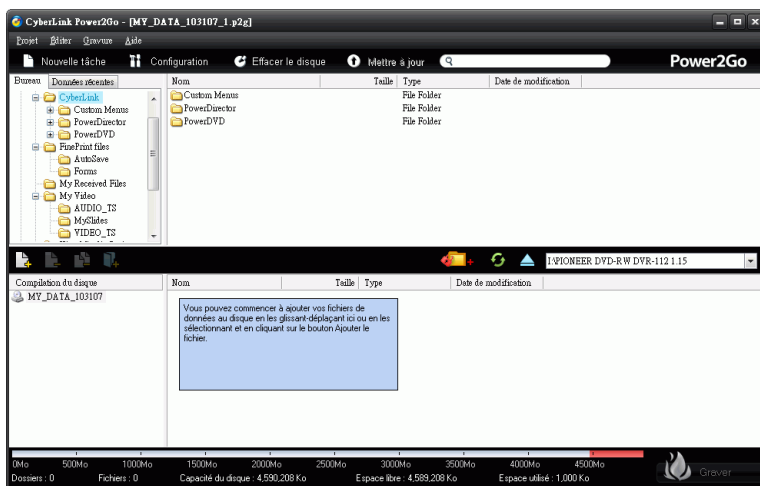 CyberLink Power2Go - [MY_DATA_103107_1.p2g]
Projet Éditer Gravure Aide
Nouvelle tâche Configuration Effacer le disque Mettre à jour Power2Go
Bureau Données récentes Nom Taille Type Date de modification
CyberLink Custom Menus File Folder
Custom Menus PowerDirector File Folder
PowerDirector PowerDVD File Folder
PowerDVD
FinePrint files
AutoSave
Forms
My Received Files
My Video
AUDIO_TS
MySlides
VIDEO_TS
I:\PIONEER DVD-RW DVR-112 1.15
Compilation du disque Nom Taille Type Date de modification
MY_DATA_103107
Vous pouvez commencer à ajouter vos fichiers de
données au disque en les glissant-déplaçant ici ou en les
sélectionnant et en cliquant sur le bouton Ajouter le
fichier.
0Mo 500Mo 1000Mo 1500Mo 2000Mo 2500Mo 3000Mo 3500Mo 4000Mo 4500Mo
Dossiers : 0 Fichiers : 0 Capacité du disque : 4,590,208 Ko Espace libre : 4,589,208 Ko Espace utilisé : 1,000 Ko
Graver